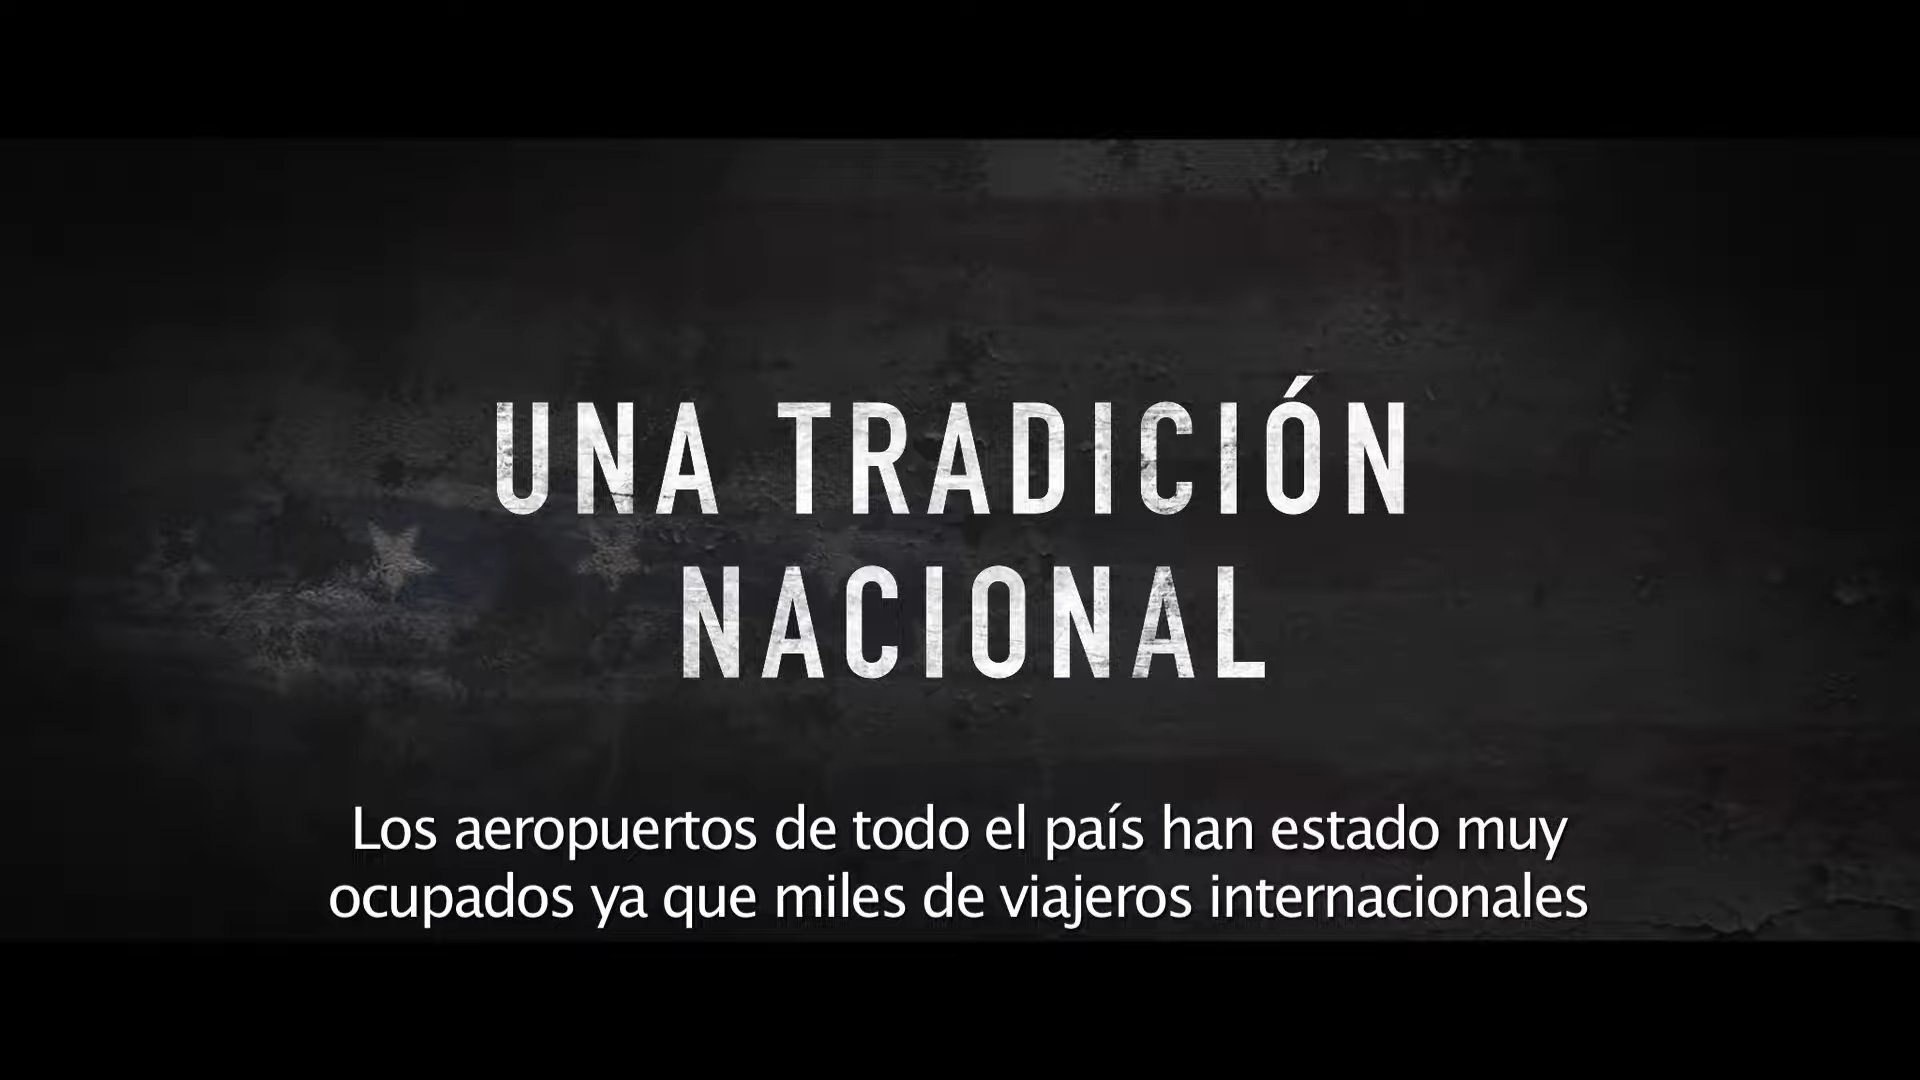 UNA TRADICIÓN
NACIONAL
Los aeropuertos de todo el país han estado muy
ocupados ya que miles de viajeros internacionales